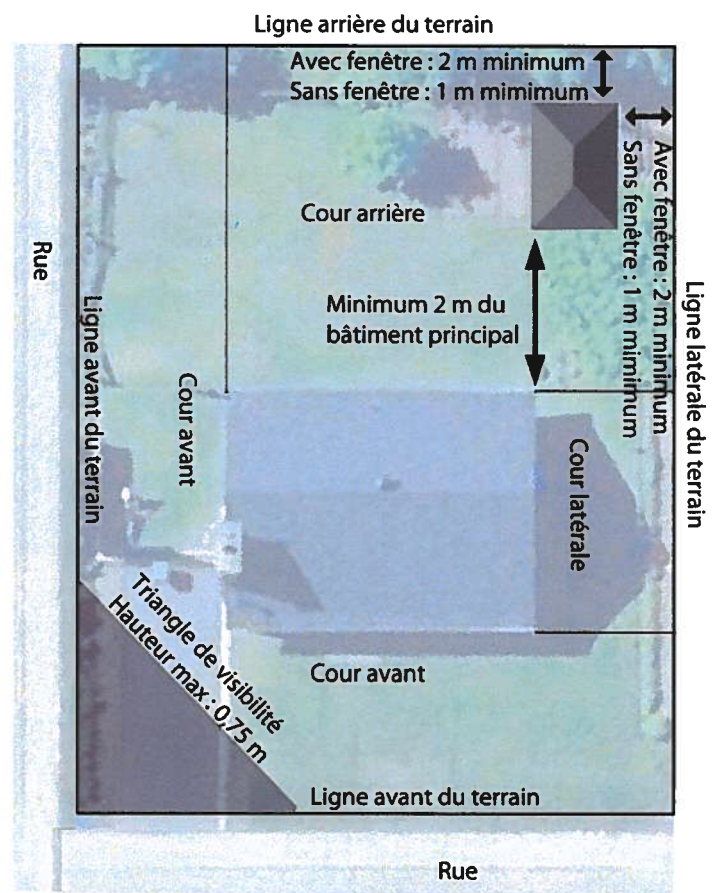 Ligne arrière du terrain
Avec fenêtre : 2 m minimum
Sans fenêtre : 1 m mimimum
Avec fenêtre : 2 m minimum
Sans fenêtre : 1 m mimimum
Cour arrière
Rue
Ligne latérale du terrain
Minimum 2 m du
bâtiment principal
Ligne avant du terrain
Cour avant
Cour latérale
Triangle de visibilité
Hauteur max : 0,75 m
Cour avant
Ligne avant du terrain
Rue